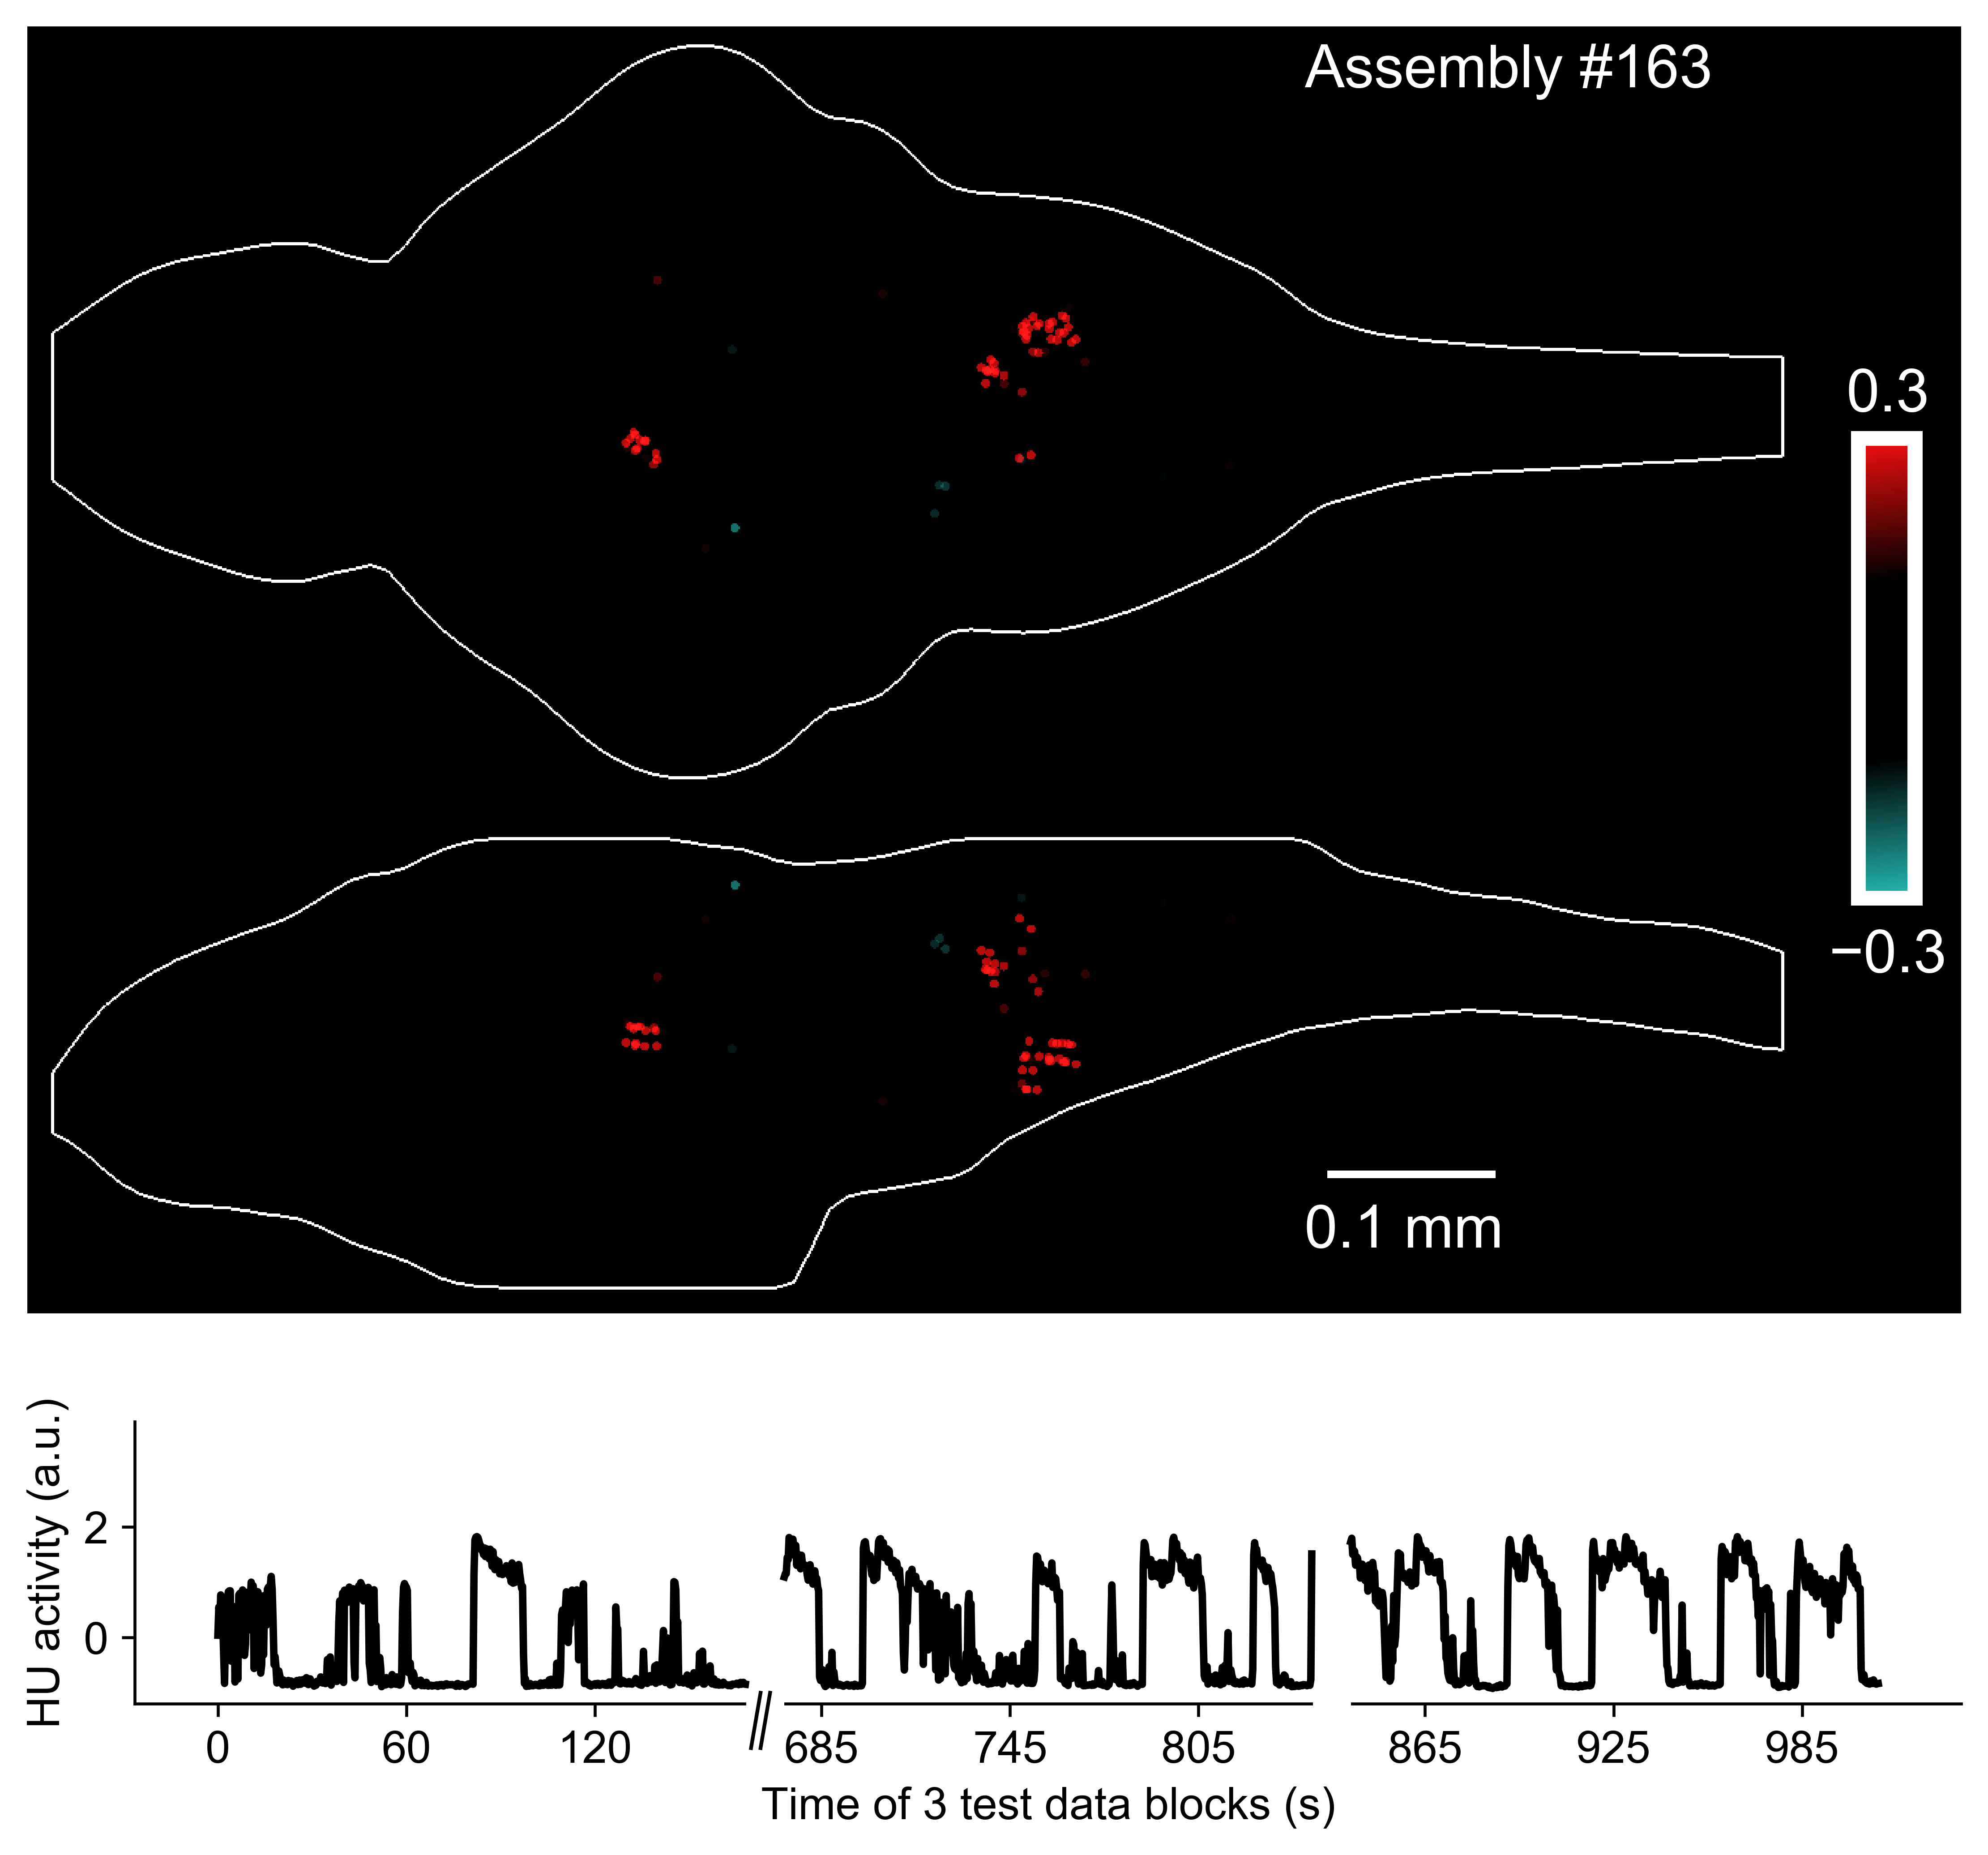 Assembly #163
0.3
−0.3
0.1 mm
HU activity (a.u.)
2
0
0 60 120 685 745 805 865 925 985
Time of 3 test data blocks (s)